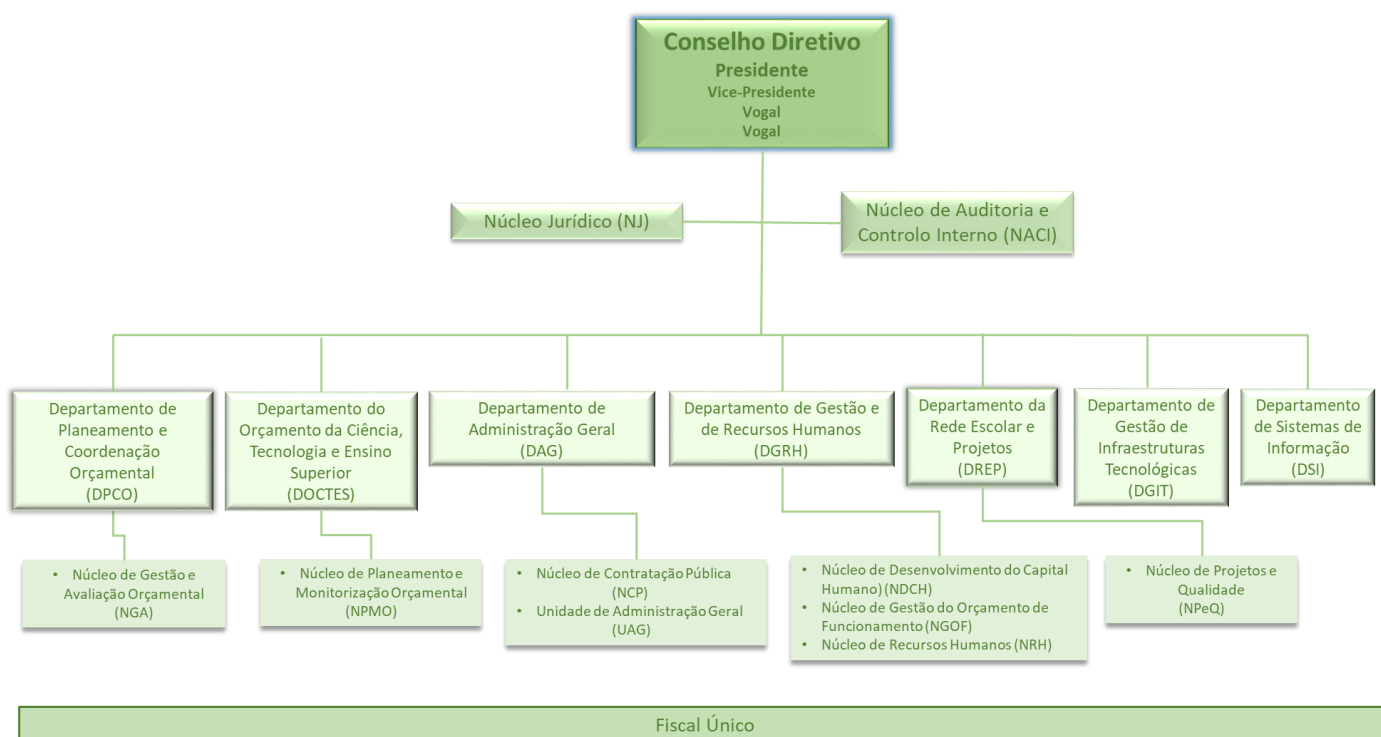 Conselho Diretivo
Presidente
Vice-Presidente
Vogal
Vogal
Núcleo Jurídico (NJ)
Núcleo de Auditoria e
Controlo Interno (NACI)
Departamento de
Planeamento e
Coordenação
Orçamental
(DPCO)
Departamento do
Orçamento da Ciência,
Tecnologia e Ensino
Superior
(DOCTES)
Departamento de
Administração Geral
(DAG)
Departamento de Gestão e
de Recursos Humanos
(DGRH)
Departamento da
Rede Escolar e
Projetos
(DREP)
Departamento de
Gestão de
Infraestruturas
Tecnológicas
(DGIT)
Departamento
de Sistemas de
Informação
(DSI)
• Núcleo de Gestão e
Avaliação Orçamental
(NGA)
• Núcleo de Planeamento e
Monitorização Orçamental
(NPMO)
• Núcleo de Contratação Pública
(NCP)
• Unidade de Administração Geral
(UAG)
• Núcleo de Desenvolvimento do Capital
Humano) (NDCH)
• Núcleo de Gestão do Orçamento de
Funcionamento (NGOF)
• Núcleo de Recursos Humanos (NRH)
• Núcleo de Projetos e
Qualidade
(NPeQ)
Fiscal Único